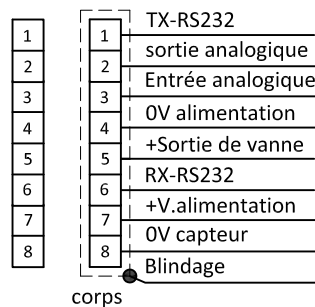 1 1 TX-RS232
2 2 sortie analogique
3 3 Entrée analogique
4 4 0V alimentation
5 5 +Sortie de vanne
6 6 RX-RS232
7 7 +V.alimentation
8 8 0V capteur
Blindage
corps